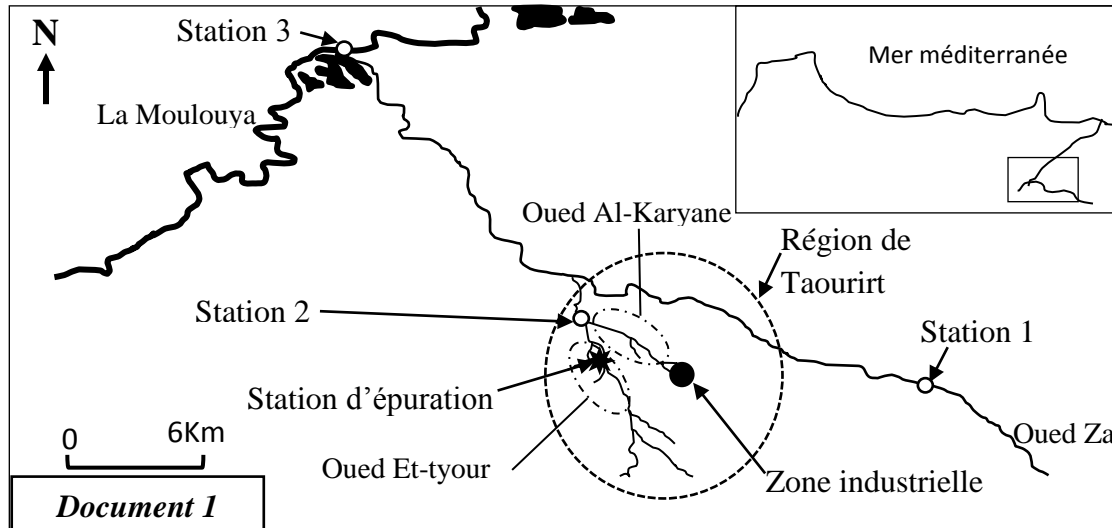 Station 3
N
Mer méditerranée
La Moulouya
Oued Al-Karyane
Région de
Taourirt
Station 2
Station 1
Station d'épuration
0 6Km
Oued Za
Oued Et-tyour
Zone industrielle
Document 1